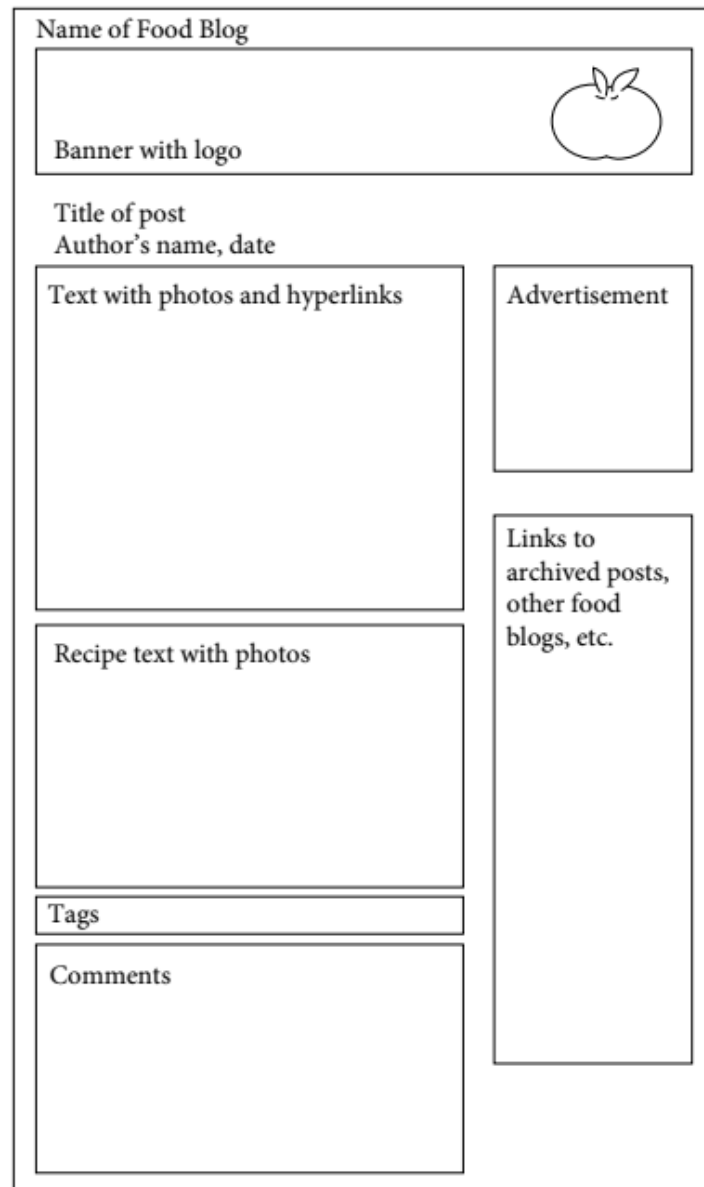 Name of Food Blog
Banner with logo
Title of post
Author’s name, date
Text with photos and hyperlinks
Advertisement
Links to
archived posts,
other food
blogs, etc.
Recipe text with photos
Tags
Comments